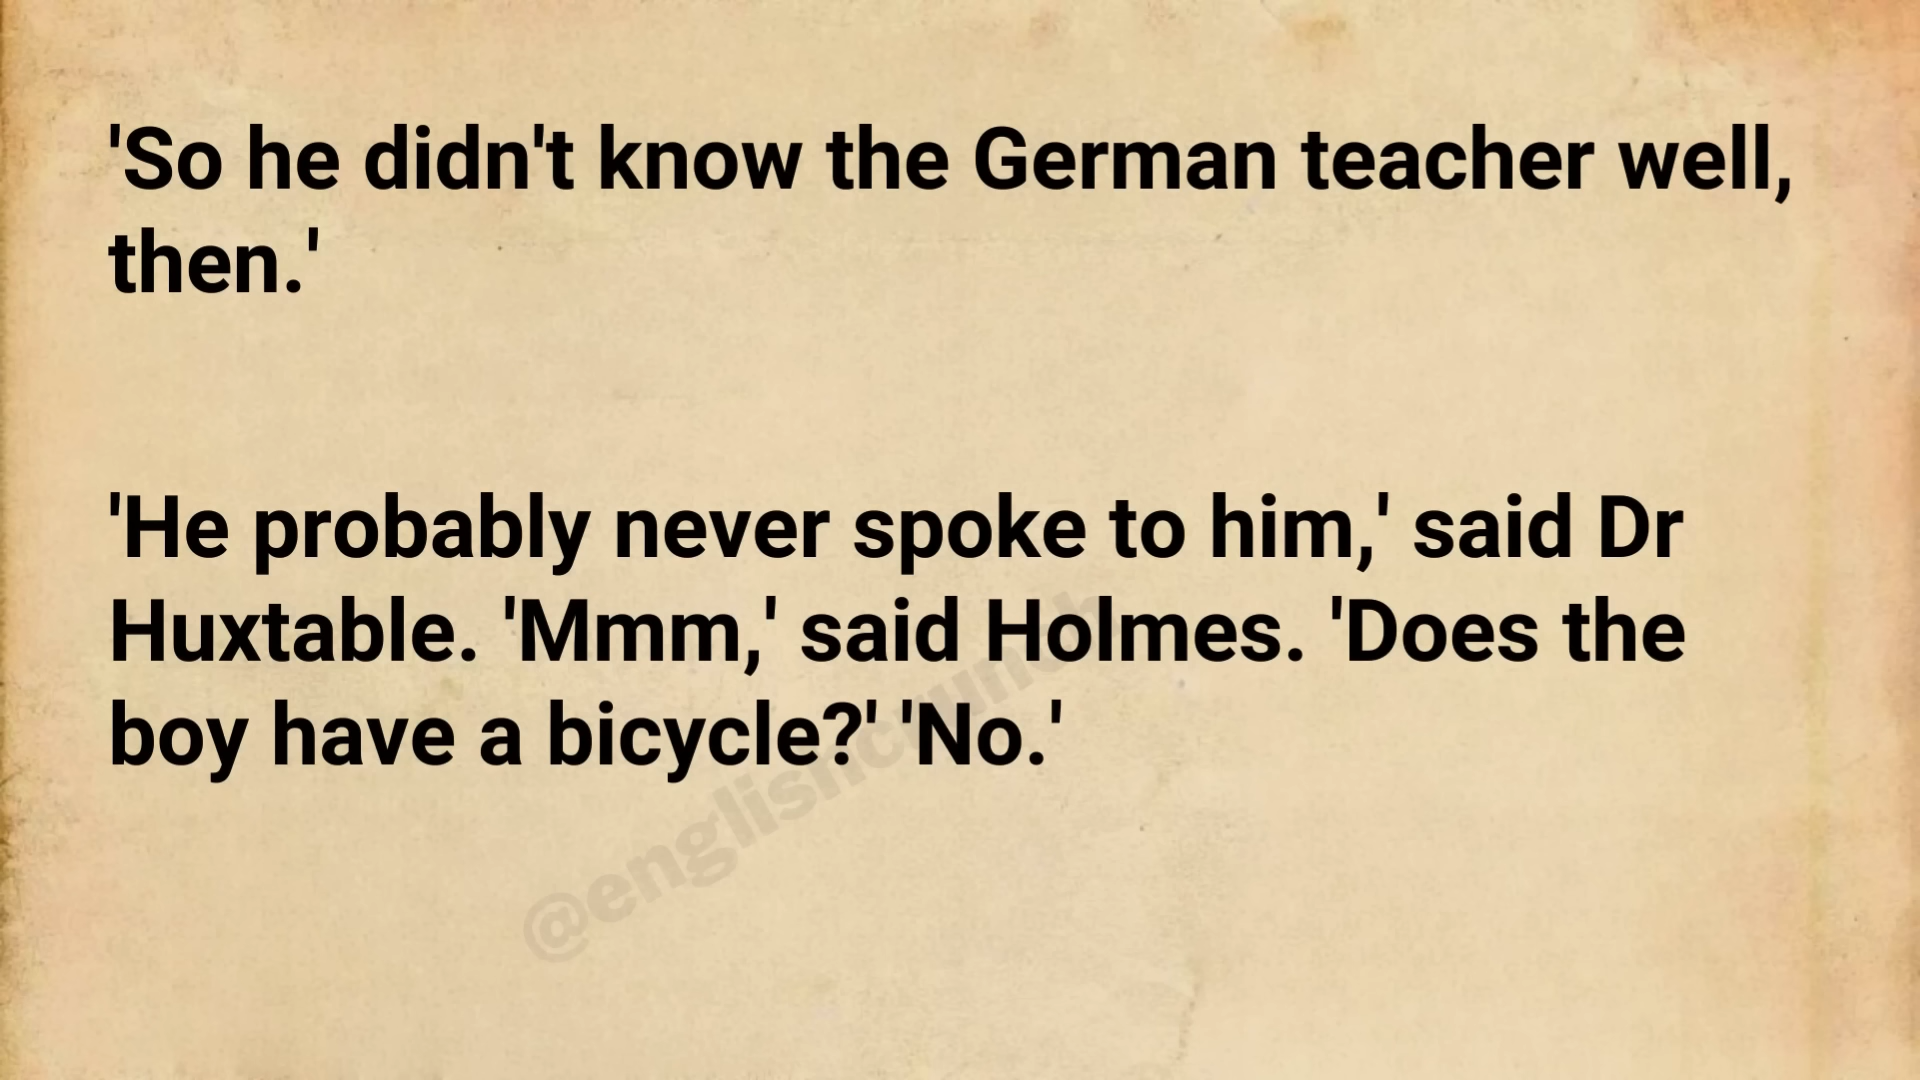 'So he didn't know the German teacher well,
then.'
'He probably never spoke to him,' said Dr
Huxtable. 'Mmm,' said Holmes. 'Does the
boy have a bicycle?' 'No.'
@englishcrunch